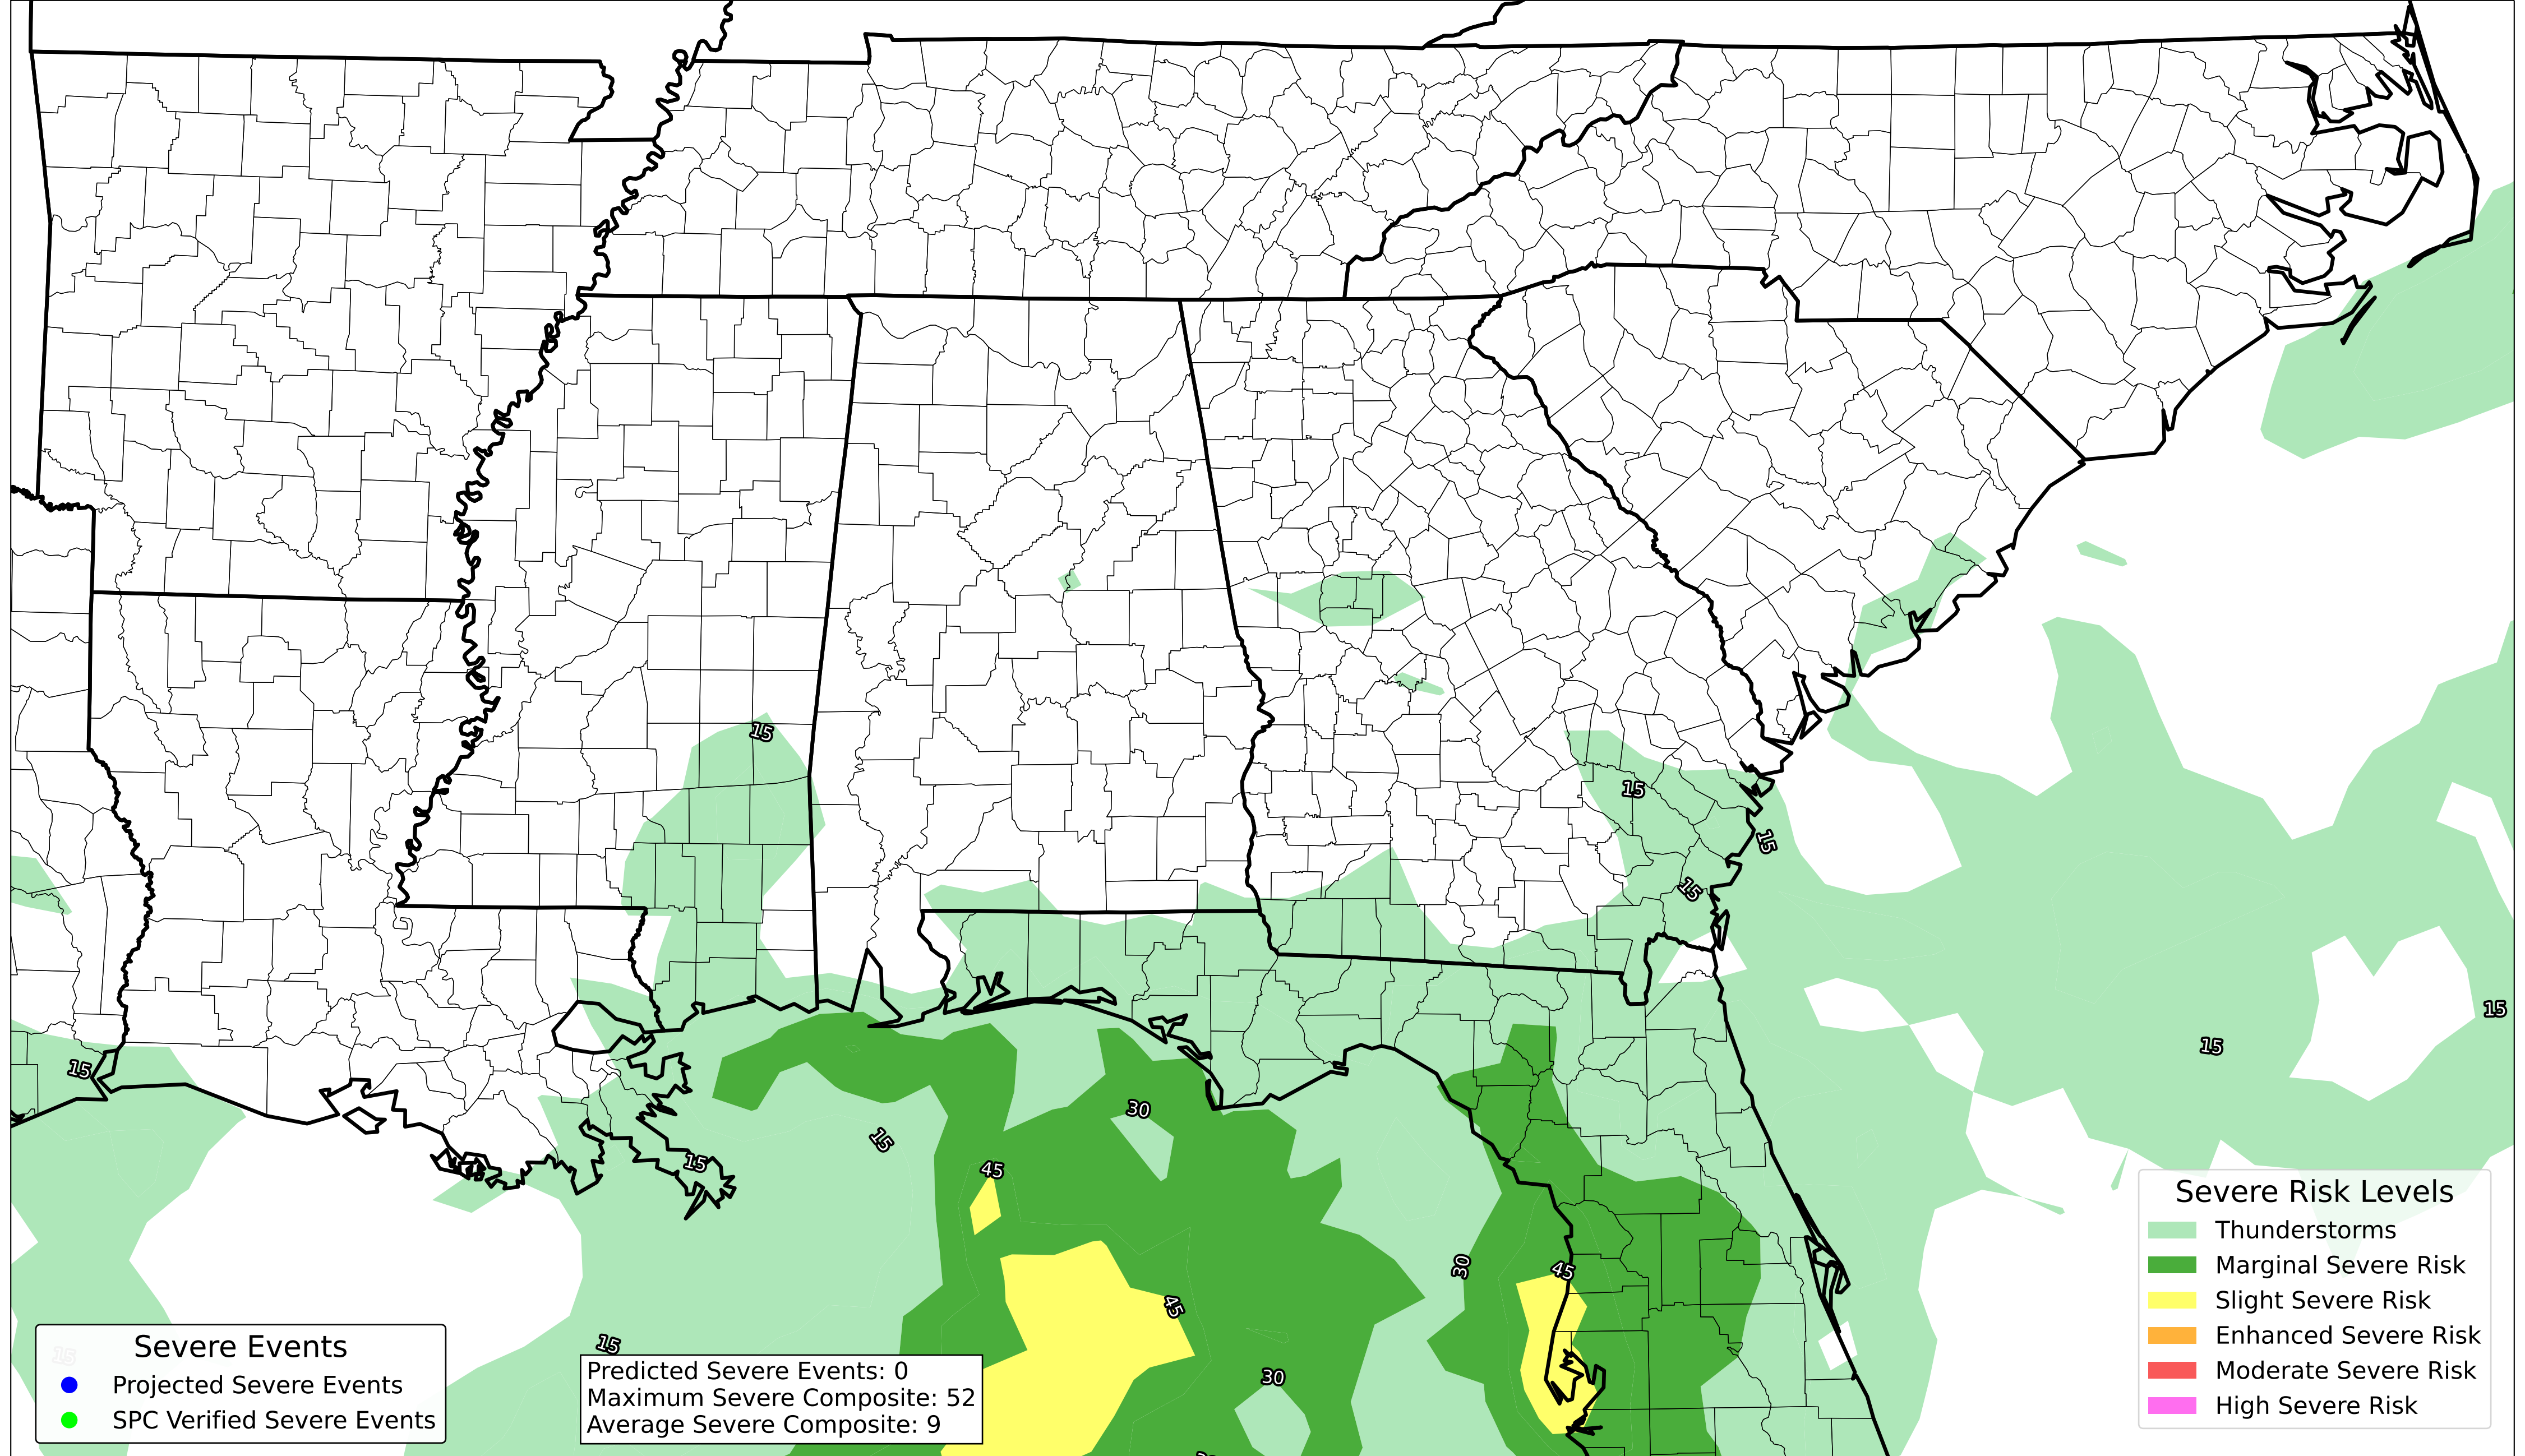 15
15
15
15
15
15
15
30
15
15
45
30
45
45
15
15
30
Severe Risk Levels
Thunderstorms
Marginal Severe Risk
Slight Severe Risk
Enhanced Severe Risk
Moderate Severe Risk
High Severe Risk
Severe Events
Projected Severe Events
SPC Verified Severe Events
Predicted Severe Events: 0
Maximum Severe Composite: 52
Average Severe Composite: 9